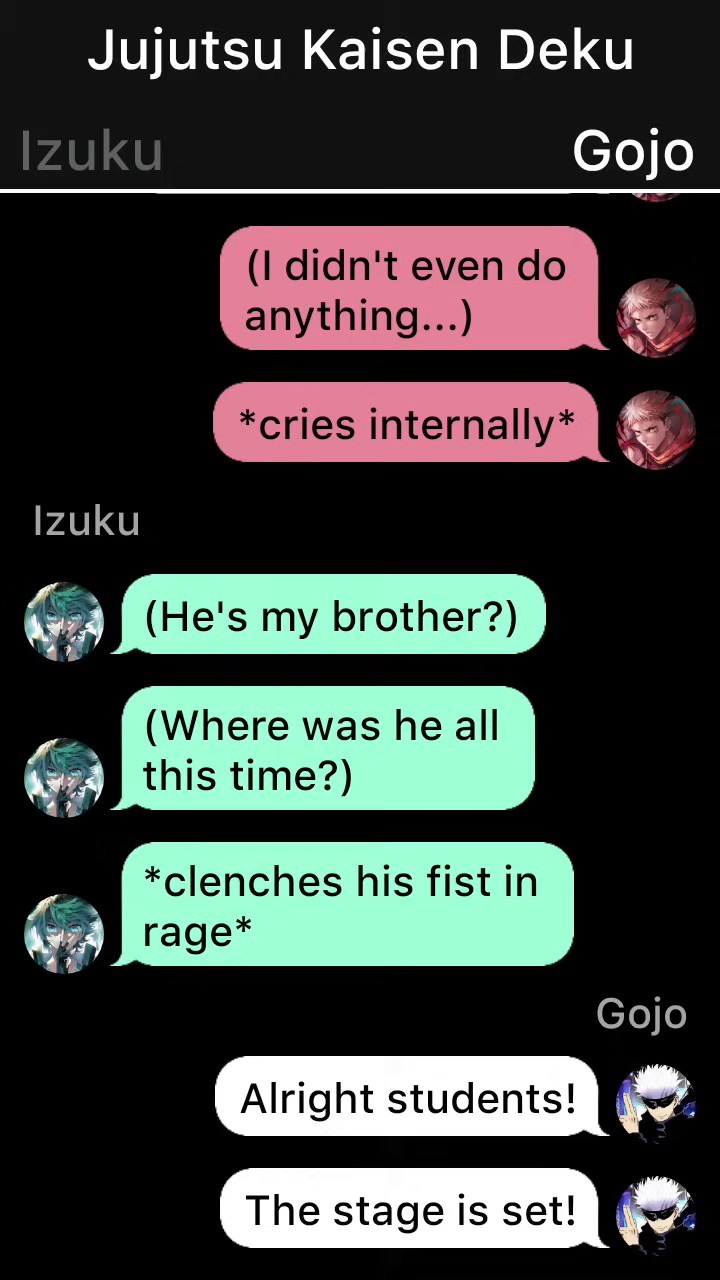 Jujutsu Kaisen Deku
Izuku
Gojo
(I didn't even do
anything...)
*cries internally*
Izuku
(He's my brother?)
(Where was he all
this time?)
*clenches his fist in
rage*
Gojo
Alright students!
The stage is set!